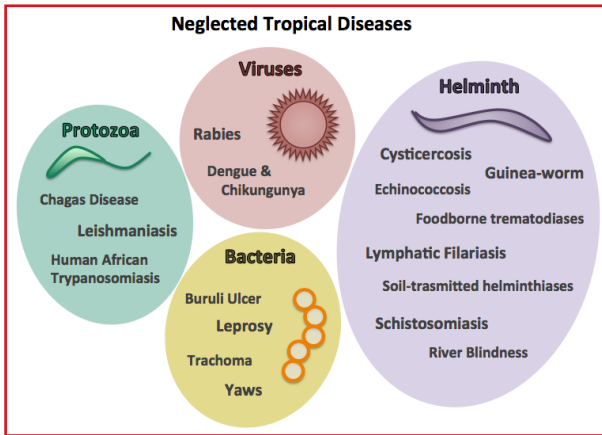 Neglected Tropical Diseases
Viruses
Rabies
Dengue &
Chikungunya
Protozoa
Chagas Disease
Leishmaniasis
Human African
Trypanosomiasis
Bacteria
Buruli Ulcer
Leprosy
Trachoma
Yaws
Helminth
Cysticercosis
Guinea-worm
Echinococcosis
Foodborne trematodiases
Lymphatic Filariasis
Soil-trasmitted helminthiases
Schistosomiasis
River Blindness